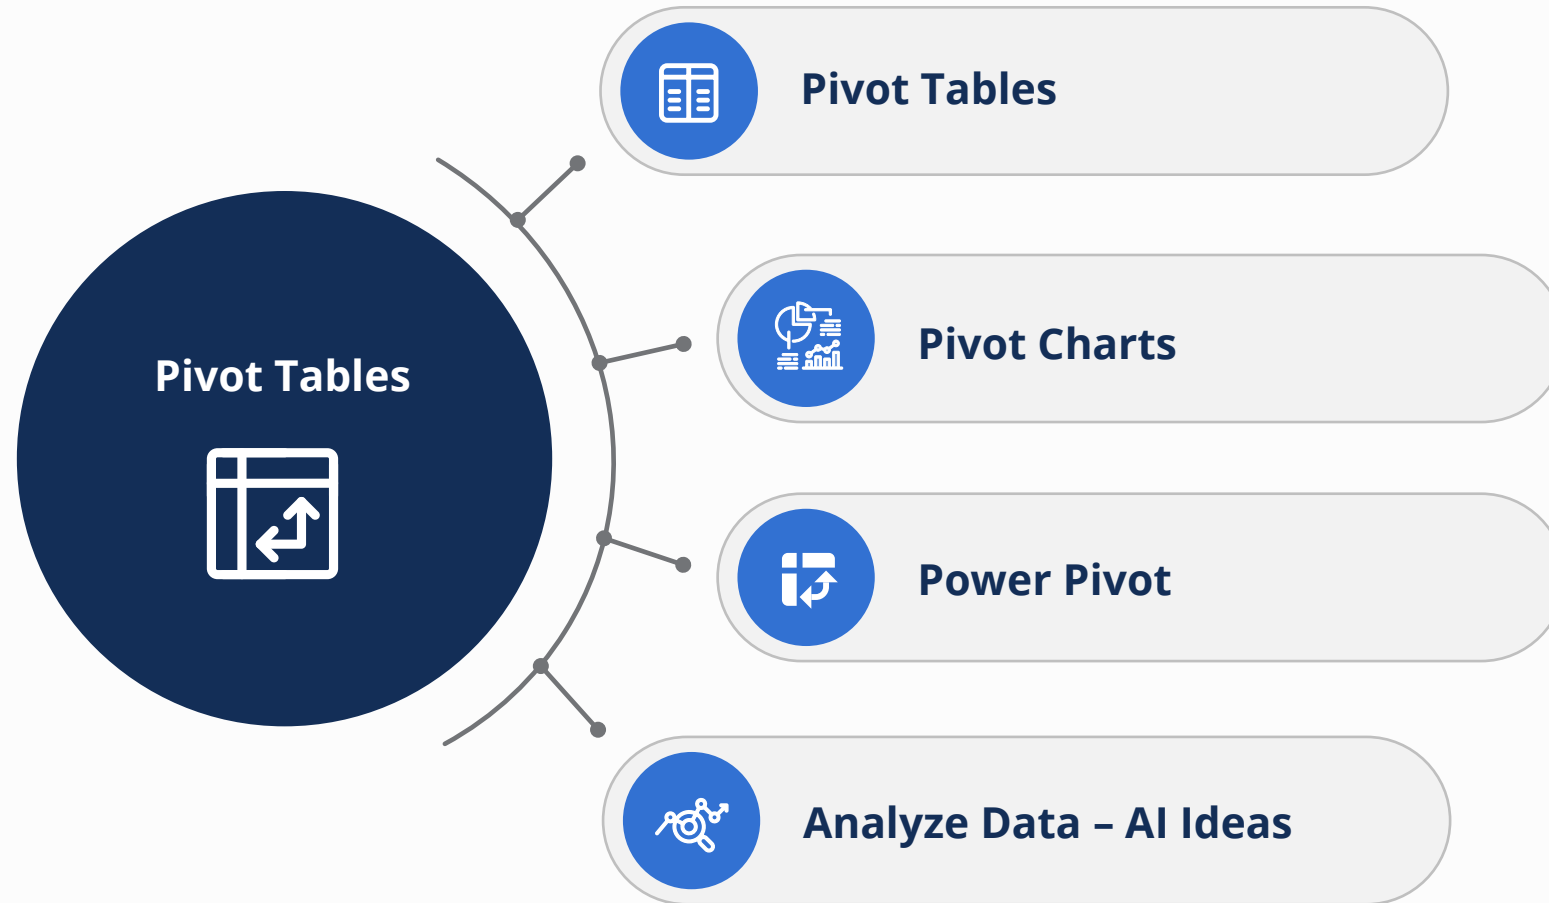 Pivot Tables
Pivot Tables
Pivot Charts
Power Pivot
Analyze Data – AI Ideas